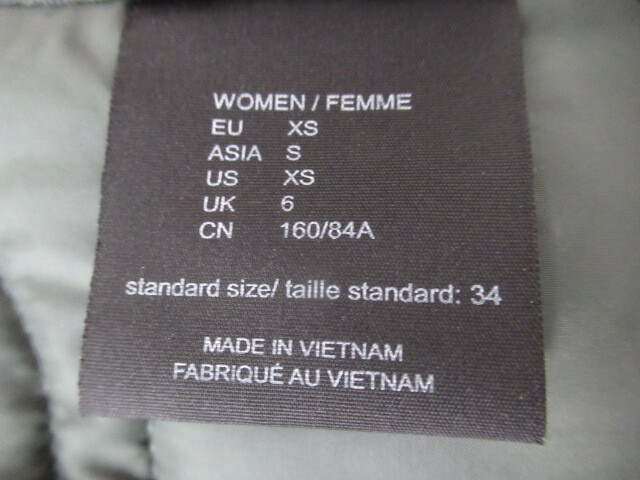 WOMEN / FEMME
EU XS
ASIA S
US XS
UK 6
CN 160/84A
standard size/ taille standard: 34
MADE IN VIETNAM
FABRIQUÉ AU VIETNAM